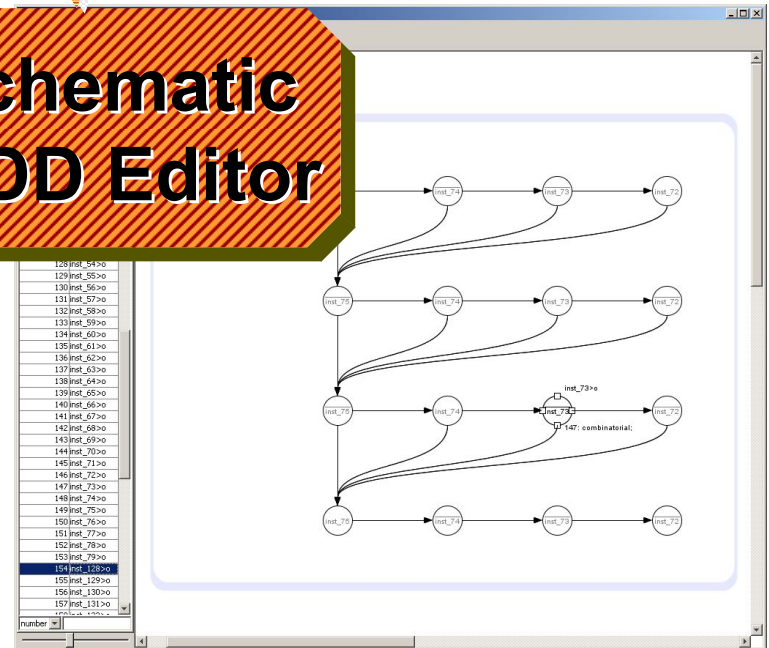 chematic
DD Editor
128 inst_54>o
129 inst_55>o
130 inst_56>o
131 inst_57>o
132 inst_58>o
133 inst_59>o
134 inst_60>o
135 inst_61>o
136 inst_62>o
137 inst_63>o
138 inst_64>o
139 inst_65>o
140 inst_66>o
141 inst_67>o
142 inst_68>o
143 inst_69>o
144 inst_70>o
145 inst_71>o
146 inst_72>o
147 inst_73>o
148 inst_74>o
149 inst_75>o
150 inst_76>o
151 inst_77>o
152 inst_78>o
153 inst_79>o
154 inst_128>o
155 inst_129>o
156 inst_130>o
157 inst_131>o
number
inst_74 inst_73 inst_72
inst_75 inst_74 inst_73 inst_72
inst_73>o
inst_75 inst_74 inst_73 inst_72
147: combinatorial;
inst_75 inst_74 inst_73 inst_72